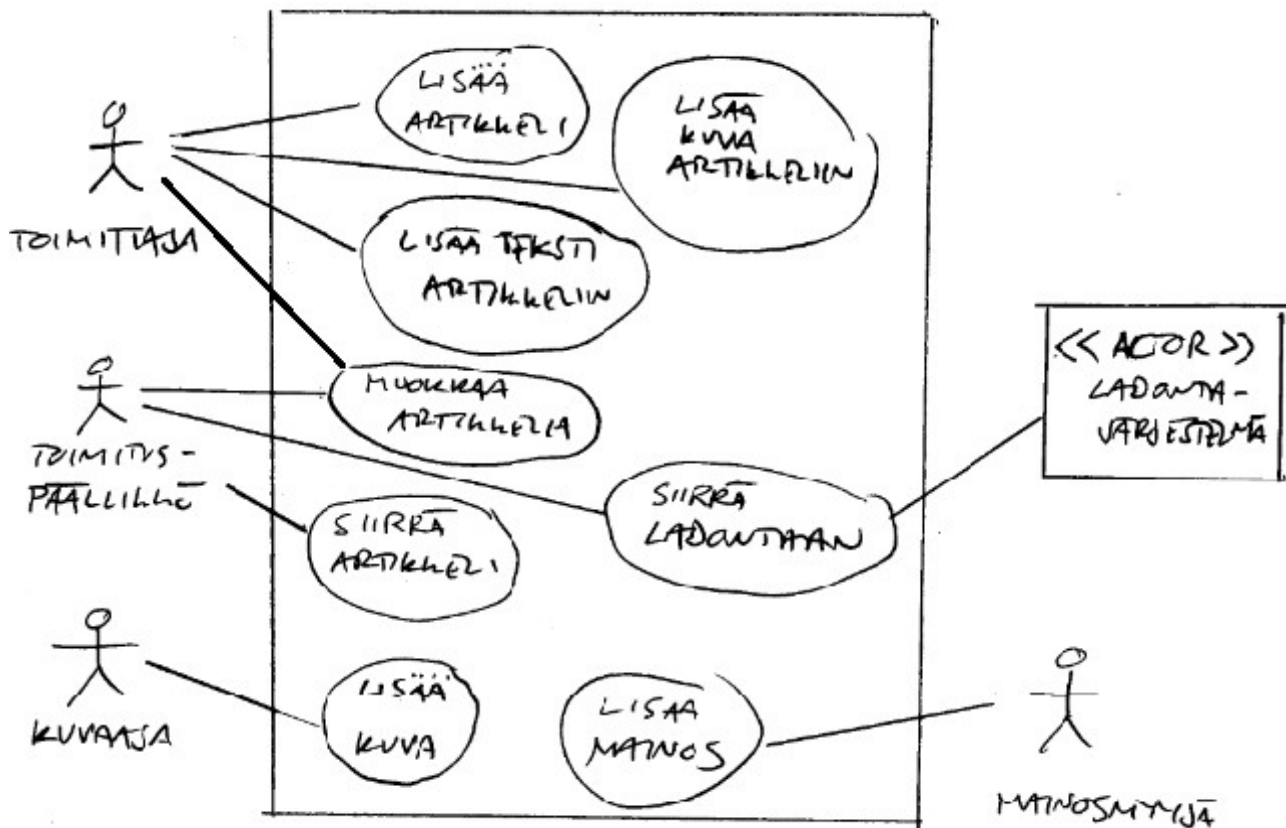 LISÄÄ
ARTIKKELI
LISÄÄ
KUVA
ARTIKKELIIN
TOIMITTAJA
LISÄÄ TEKSTI
ARTIKKELIIN
<< ACTOR >>
LADONTA-
JÄRJESTELMÄ
MUOKKAA
ARTIKKELIA
TOIMITUS-
PÄÄLLIKKÖ
SIIRRÄ
ARTIKKELI
SIIRRÄ
LADONTAAN
KUVAAJA
LISÄÄ
KUVA
LISÄÄ
MAINOS
MAINOSMYYJÄ